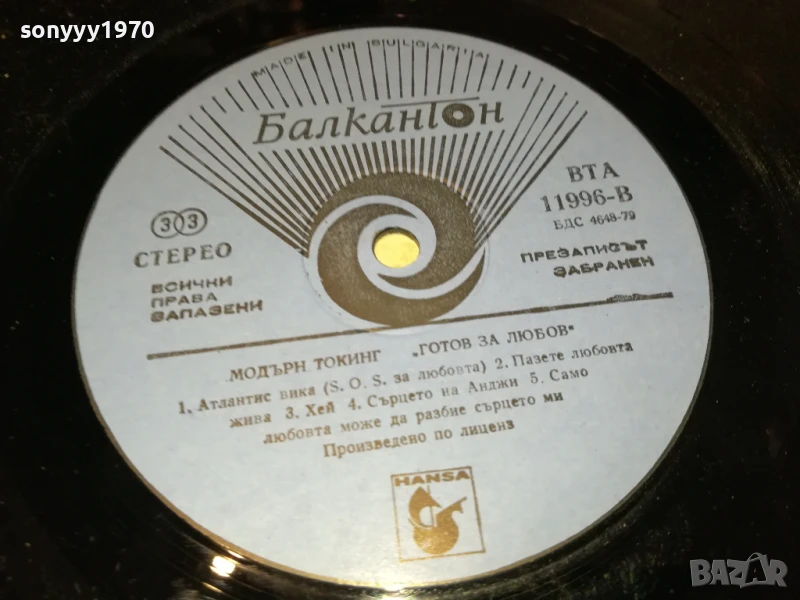 sonyyy1970
MADE IN BULGARIA
Балкантон
ВТА
11996-В
БДС 4648-79
33
СТЕРЕО
ПРЕЗАПИСЪТ
ЗАБРАНЕН
ВСИЧКИ
ПРАВА
ЗАПАЗЕНИ
МОДЪРН ТОКИНГ „ГОТОВ ЗА ЛЮБОВ"
1. Атлантис вика (S. O. S. за любовта) 2. Пазете любовта
жива 3. Хей 4. Сърцето на Анджи 5. Само
любовта може да разбие сърцето ми
Произведено по лиценз
HANSA
BAZAR